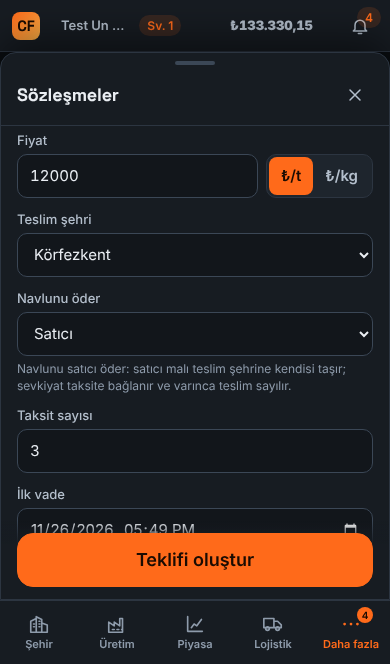 CF
Test Un ...
Sv. 1
₺133.330,15
4
Sözleşmeler
Fiyat
12000
₺/t
₺/kg
Teslim şehri
Körfezkent
Navlunu öder
Satıcı
Navlunu satıcı öder: satıcı malı teslim şehrine kendisi taşır;
sevkiyat taksite bağlanır ve varınca teslim sayılır.
Taksit sayısı
3
İlk vade
11/26/2026 05:49 PM
Teklifi oluştur
4
Şehir
Üretim
Piyasa
Lojistik
Daha fazla